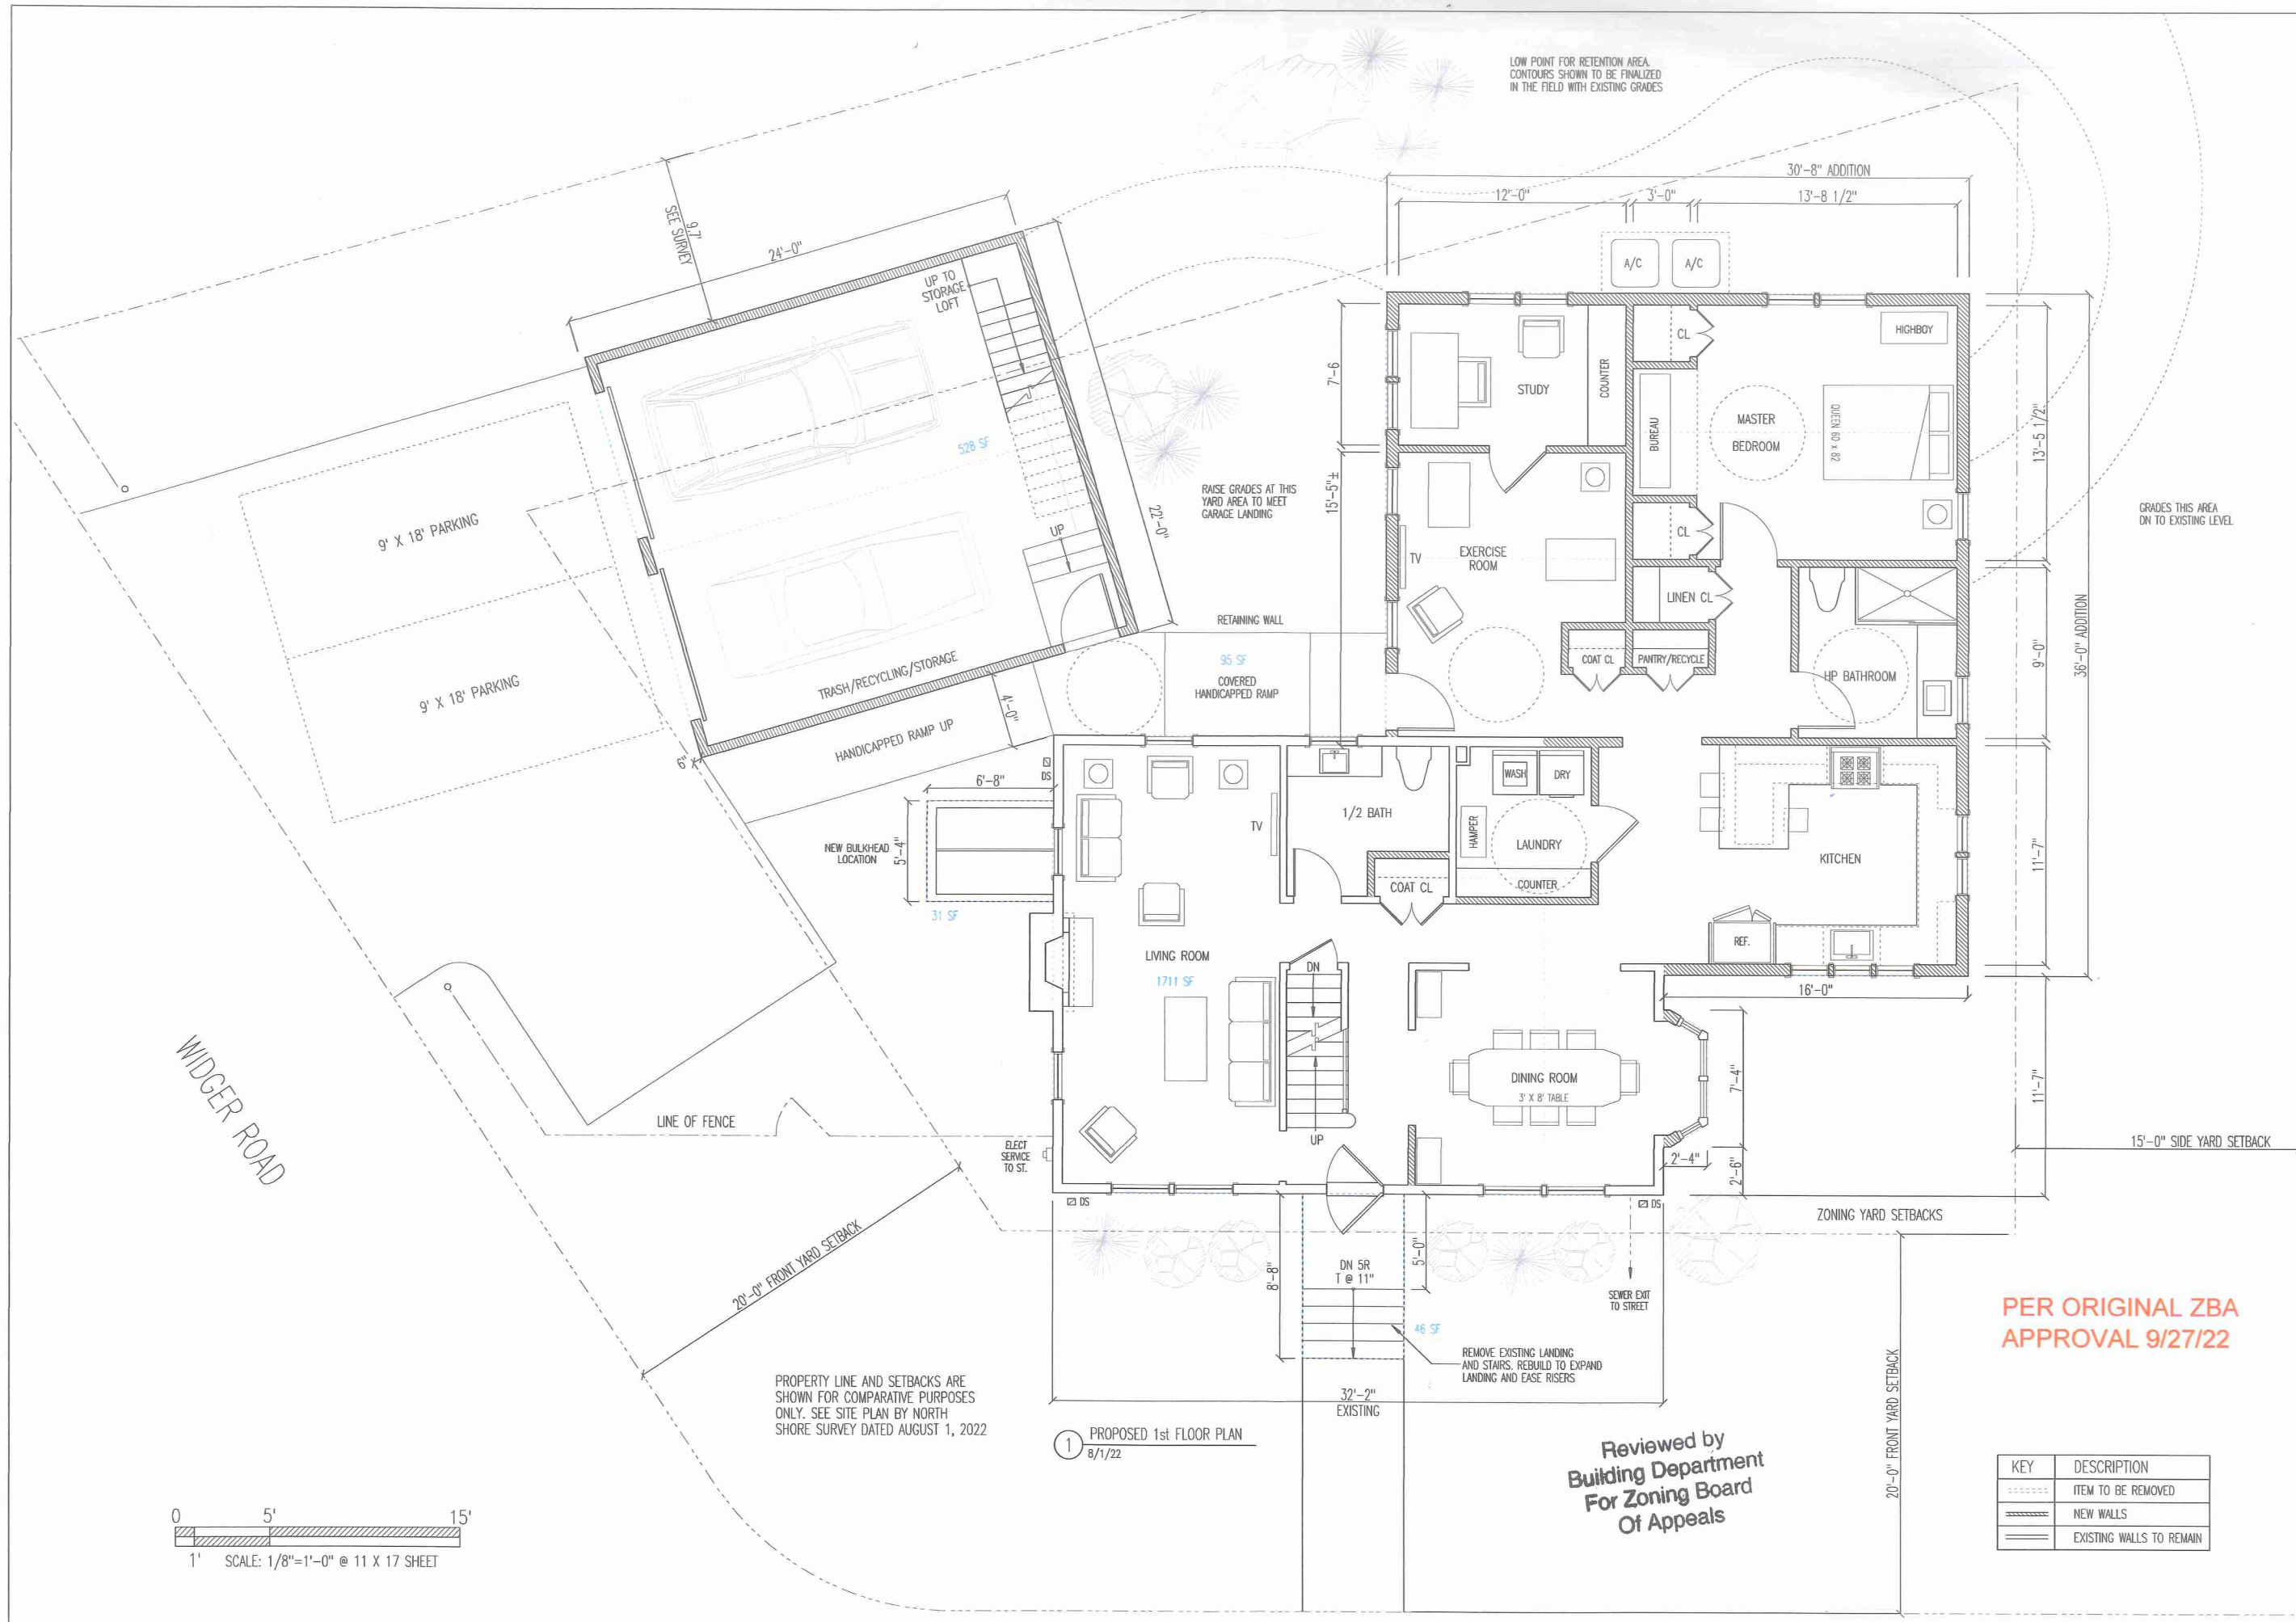 LOW POINT FOR RETENTION AREA.
CONTOURS SHOWN TO BE FINALIZED
IN THE FIELD WITH EXISTING GRADES
30'-8" ADDITION
12'-0"
3'-0"
13'-8 1/2"
9.7'
SEE SURVEY
24'-0"
UP TO
STORAGE
LOFT
A/C
A/C
CL
HIGHBOY
7'-6
STUDY
COUNTER
BUREAU
MASTER
BEDROOM
QUEEN 60 x 82
13'-5 1/2"
528 SF
RAISE GRADES AT THIS
YARD AREA TO MEET
GARAGE LANDING
15'-5"±
22'-0"
GRADES THIS AREA
DN TO EXISTING LEVEL
9' X 18' PARKING
UP
CL
TV
EXERCISE
ROOM
LINEN CL
36'-0" ADDITION
RETAINING WALL
95 SF
COVERED
HANDICAPPED RAMP
COAT CL
PANTRY/RECYCLE
HP BATHROOM
9'-0"
TRASH/RECYCLING/STORAGE
9' X 18' PARKING
4'-0"
HANDICAPPED RAMP UP
6"
DS
6'-8"
WASH
DRY
1/2 BATH
TV
HAMPER
LAUNDRY
COUNTER
COAT CL
KITCHEN
11'-7"
NEW BULKHEAD
LOCATION
5'-4"
31 SF
REF.
LIVING ROOM
1711 SF
DN
16'-0"
WIDGER ROAD
DINING ROOM
3' X 8' TABLE
7'-4"
11'-7"
LINE OF FENCE
UP
ELECT
SERVICE
TO ST.
2'-4"
2'-6"
15'-0" SIDE YARD SETBACK
DS
DS
ZONING YARD SETBACKS
20'-0" FRONT YARD SETBACK
8'-8"
5'-0"
DN 5R
T @ 11"
SEWER EXIT
TO STREET
46 SF
REMOVE EXISTING LANDING
AND STAIRS. REBUILD TO EXPAND
LANDING AND EASE RISERS
PER ORIGINAL ZBA
APPROVAL 9/27/22
PROPERTY LINE AND SETBACKS ARE
SHOWN FOR COMPARATIVE PURPOSES
ONLY. SEE SITE PLAN BY NORTH
SHORE SURVEY DATED AUGUST 1, 2022
32'-2"
EXISTING
1
PROPOSED 1st FLOOR PLAN
8/1/22
Reviewed by
Building Department
For Zoning Board
Of Appeals
20'-0" FRONT YARD SETBACK
KEY DESCRIPTION
ITEM TO BE REMOVED
NEW WALLS
EXISTING WALLS TO REMAIN
0 5' 15'
1' SCALE: 1/8"=1'-0" @ 11 X 17 SHEET